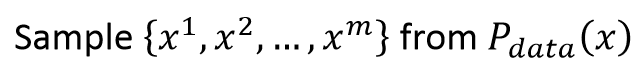 Sample {x¹, x², …, xᵐ} from P_data(x)